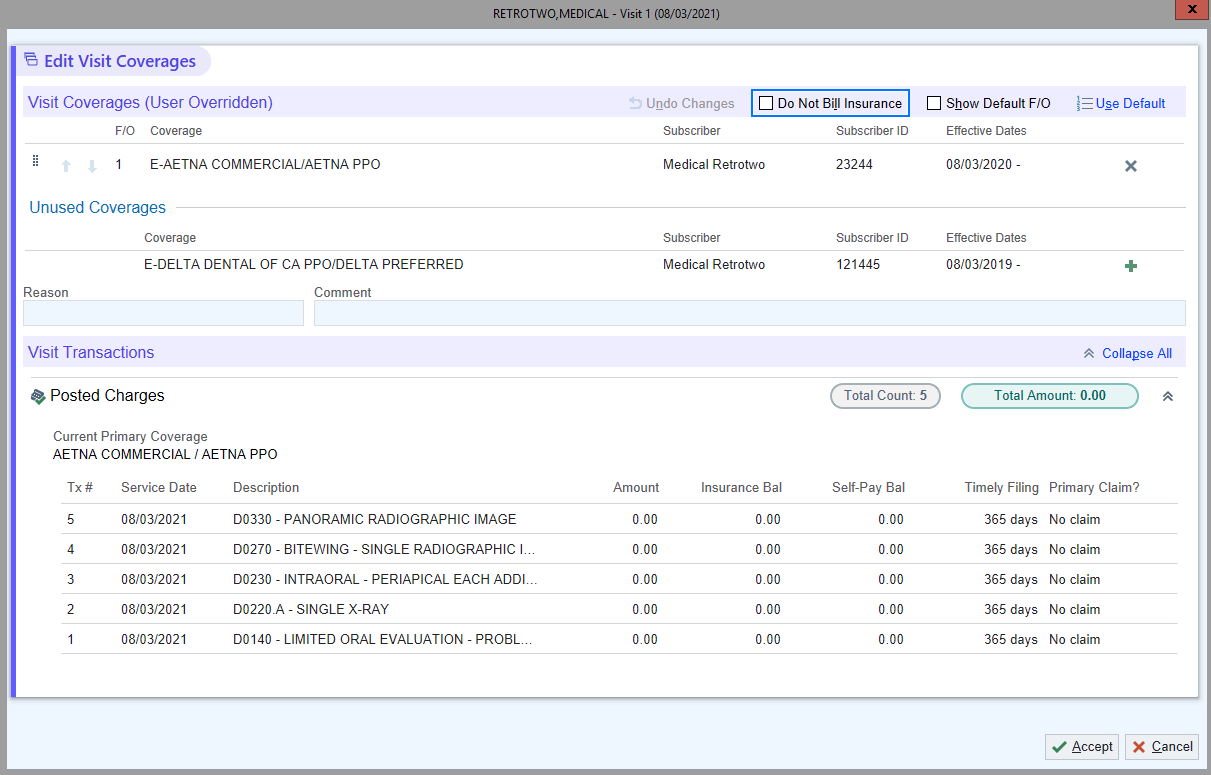 RETROTWO,MEDICAL - Visit 1 (08/03/2021)
x
Edit Visit Coverages
Visit Coverages (User Overridden) Undo Changes Do Not Bill Insurance Show Default F/O Use Default
F/O Coverage Subscriber Subscriber ID Effective Dates
1 E-AETNA COMMERCIAL/AETNA PPO Medical Retrotwo 23244 08/03/2020 -
Unused Coverages
Coverage Subscriber Subscriber ID Effective Dates
E-DELTA DENTAL OF CA PPO/DELTA PREFERRED Medical Retrotwo 121445 08/03/2019 -
Reason Comment
Visit Transactions Collapse All
Posted Charges Total Count: 5 Total Amount: 0.00
Current Primary Coverage
AETNA COMMERCIAL / AETNA PPO
Tx # Service Date Description Amount Insurance Bal Self-Pay Bal Timely Filing Primary Claim?
5 08/03/2021 D0330 - PANORAMIC RADIOGRAPHIC IMAGE 0.00 0.00 0.00 365 days No claim
4 08/03/2021 D0270 - BITEWING - SINGLE RADIOGRAPHIC I... 0.00 0.00 0.00 365 days No claim
3 08/03/2021 D0230 - INTRAORAL - PERIAPICAL EACH ADDI... 0.00 0.00 0.00 365 days No claim
2 08/03/2021 D0220.A - SINGLE X-RAY 0.00 0.00 0.00 365 days No claim
1 08/03/2021 D0140 - LIMITED ORAL EVALUATION - PROBL... 0.00 0.00 0.00 365 days No claim
Accept Cancel